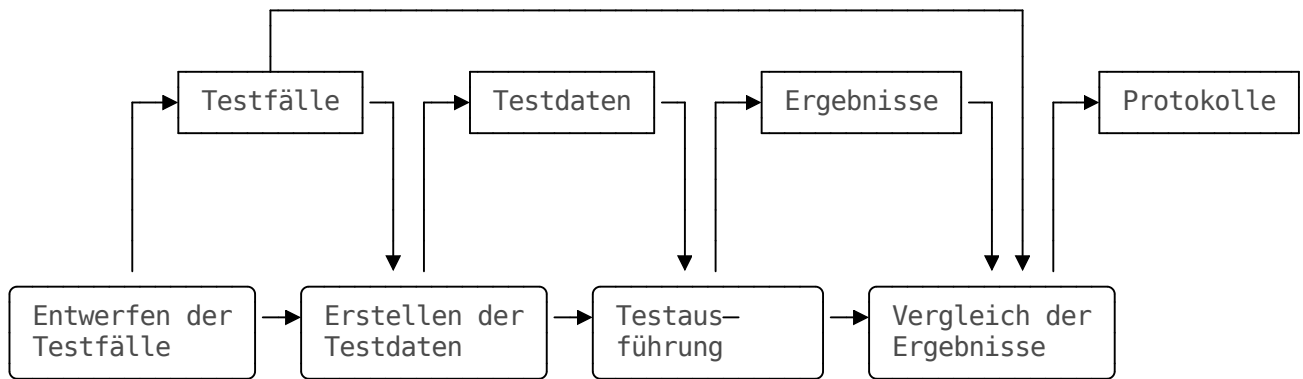 Testfälle
Testdaten
Ergebnisse
Protokolle
Entwerfen der
Testfälle
Erstellen der
Testdaten
Testaus–
führung
Vergleich der
Ergebnisse